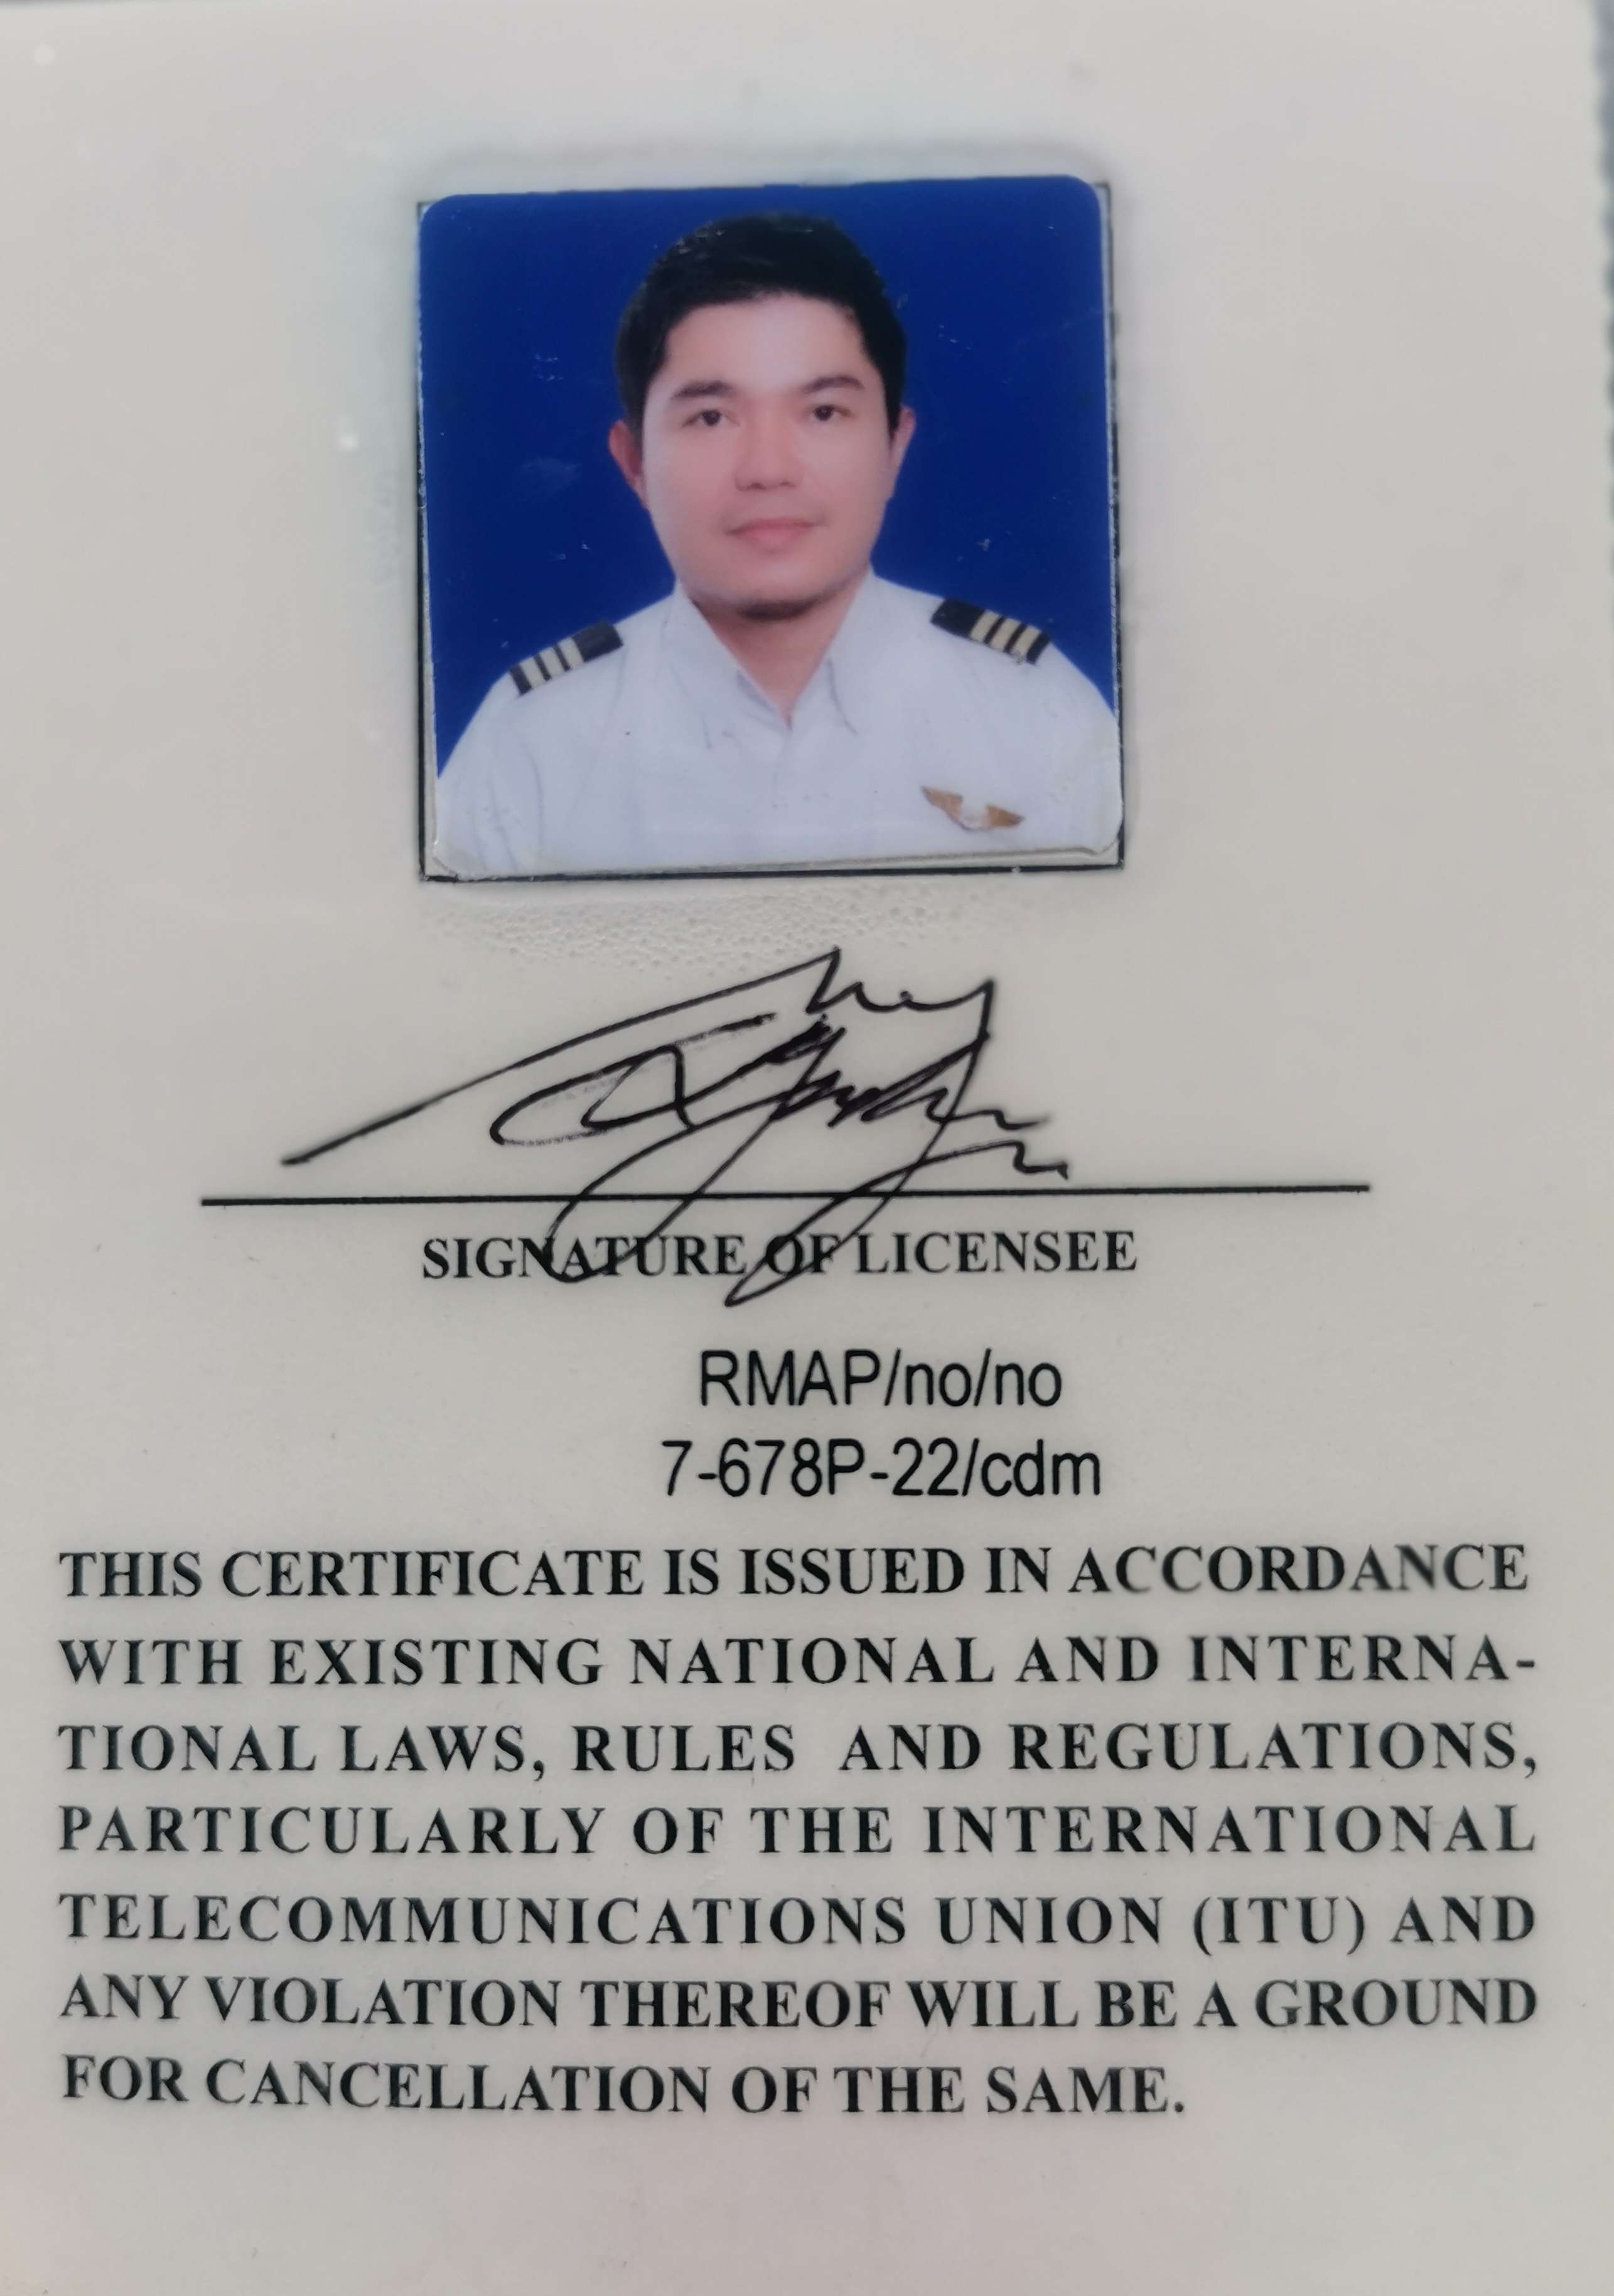 SIGNATURE OF LICENSEE
RMAP/no/no
7-678P-22/cdm
THIS CERTIFICATE IS ISSUED IN ACCORDANCE
WITH EXISTING NATIONAL AND INTERNA-
TIONAL LAWS, RULES AND REGULATIONS,
PARTICULARLY OF THE INTERNATIONAL
TELECOMMUNICATIONS UNION (ITU) AND
ANY VIOLATION THEREOF WILL BE A GROUND
FOR CANCELLATION OF THE SAME.